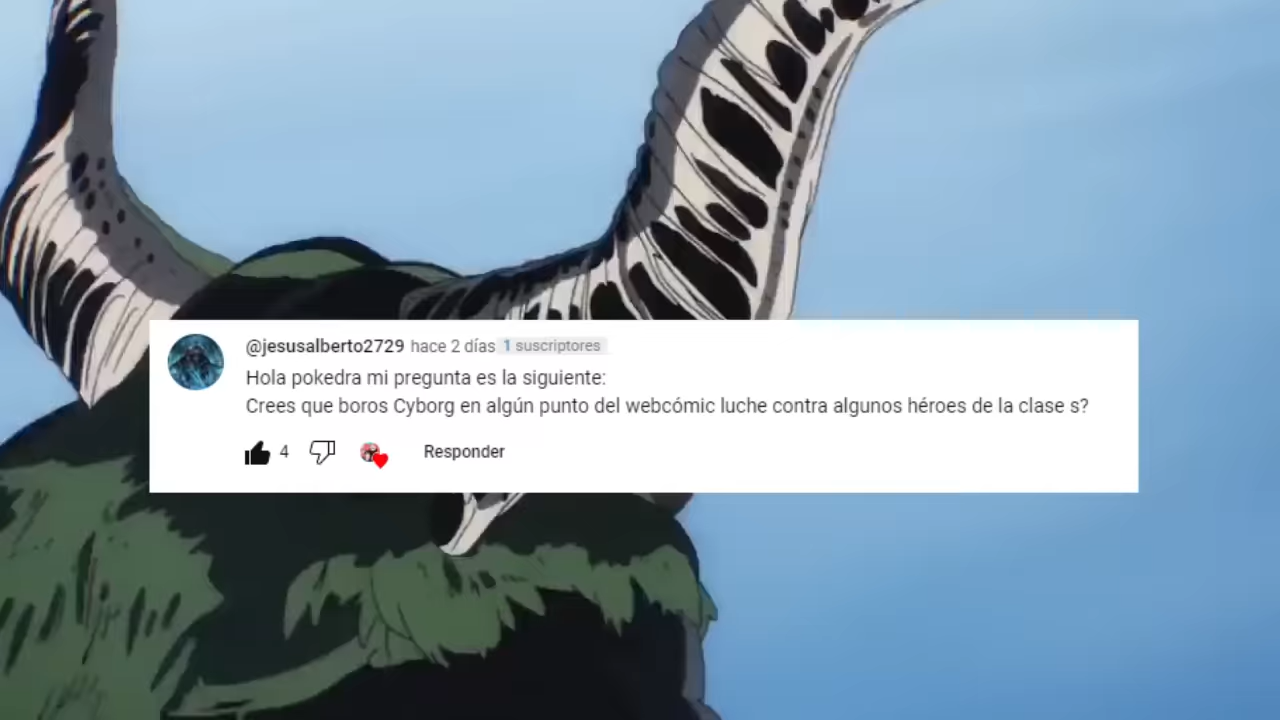 @jesusalberto2729 hace 2 días 1 suscriptores
Hola pokedra mi pregunta es la siguiente:
Crees que boros Cyborg en algún punto del webcómic luche contra algunos héroes de la clase s?
4 Responder